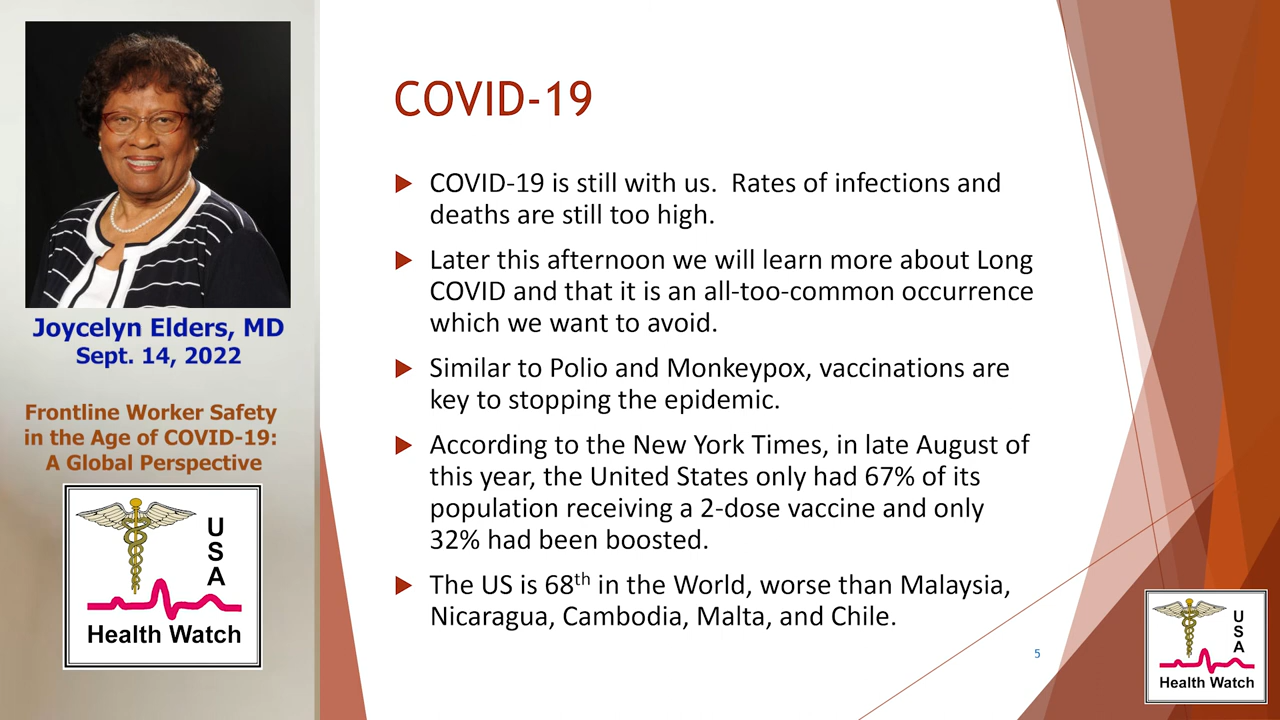 Joycelyn Elders, MD
Sept. 14, 2022
Frontline Worker Safety
in the Age of COVID-19:
A Global Perspective
U
S
A
Health Watch
COVID-19
COVID-19 is still with us.  Rates of infections and
deaths are still too high.
Later this afternoon we will learn more about Long
COVID and that it is an all-too-common occurrence
which we want to avoid.
Similar to Polio and Monkeypox, vaccinations are
key to stopping the epidemic.
According to the New York Times, in late August of
this year, the United States only had 67% of its
population receiving a 2-dose vaccine and only
32% had been boosted.
The US is 68th in the World, worse than Malaysia,
Nicaragua, Cambodia, Malta, and Chile.
5
U
S
A
Health Watch